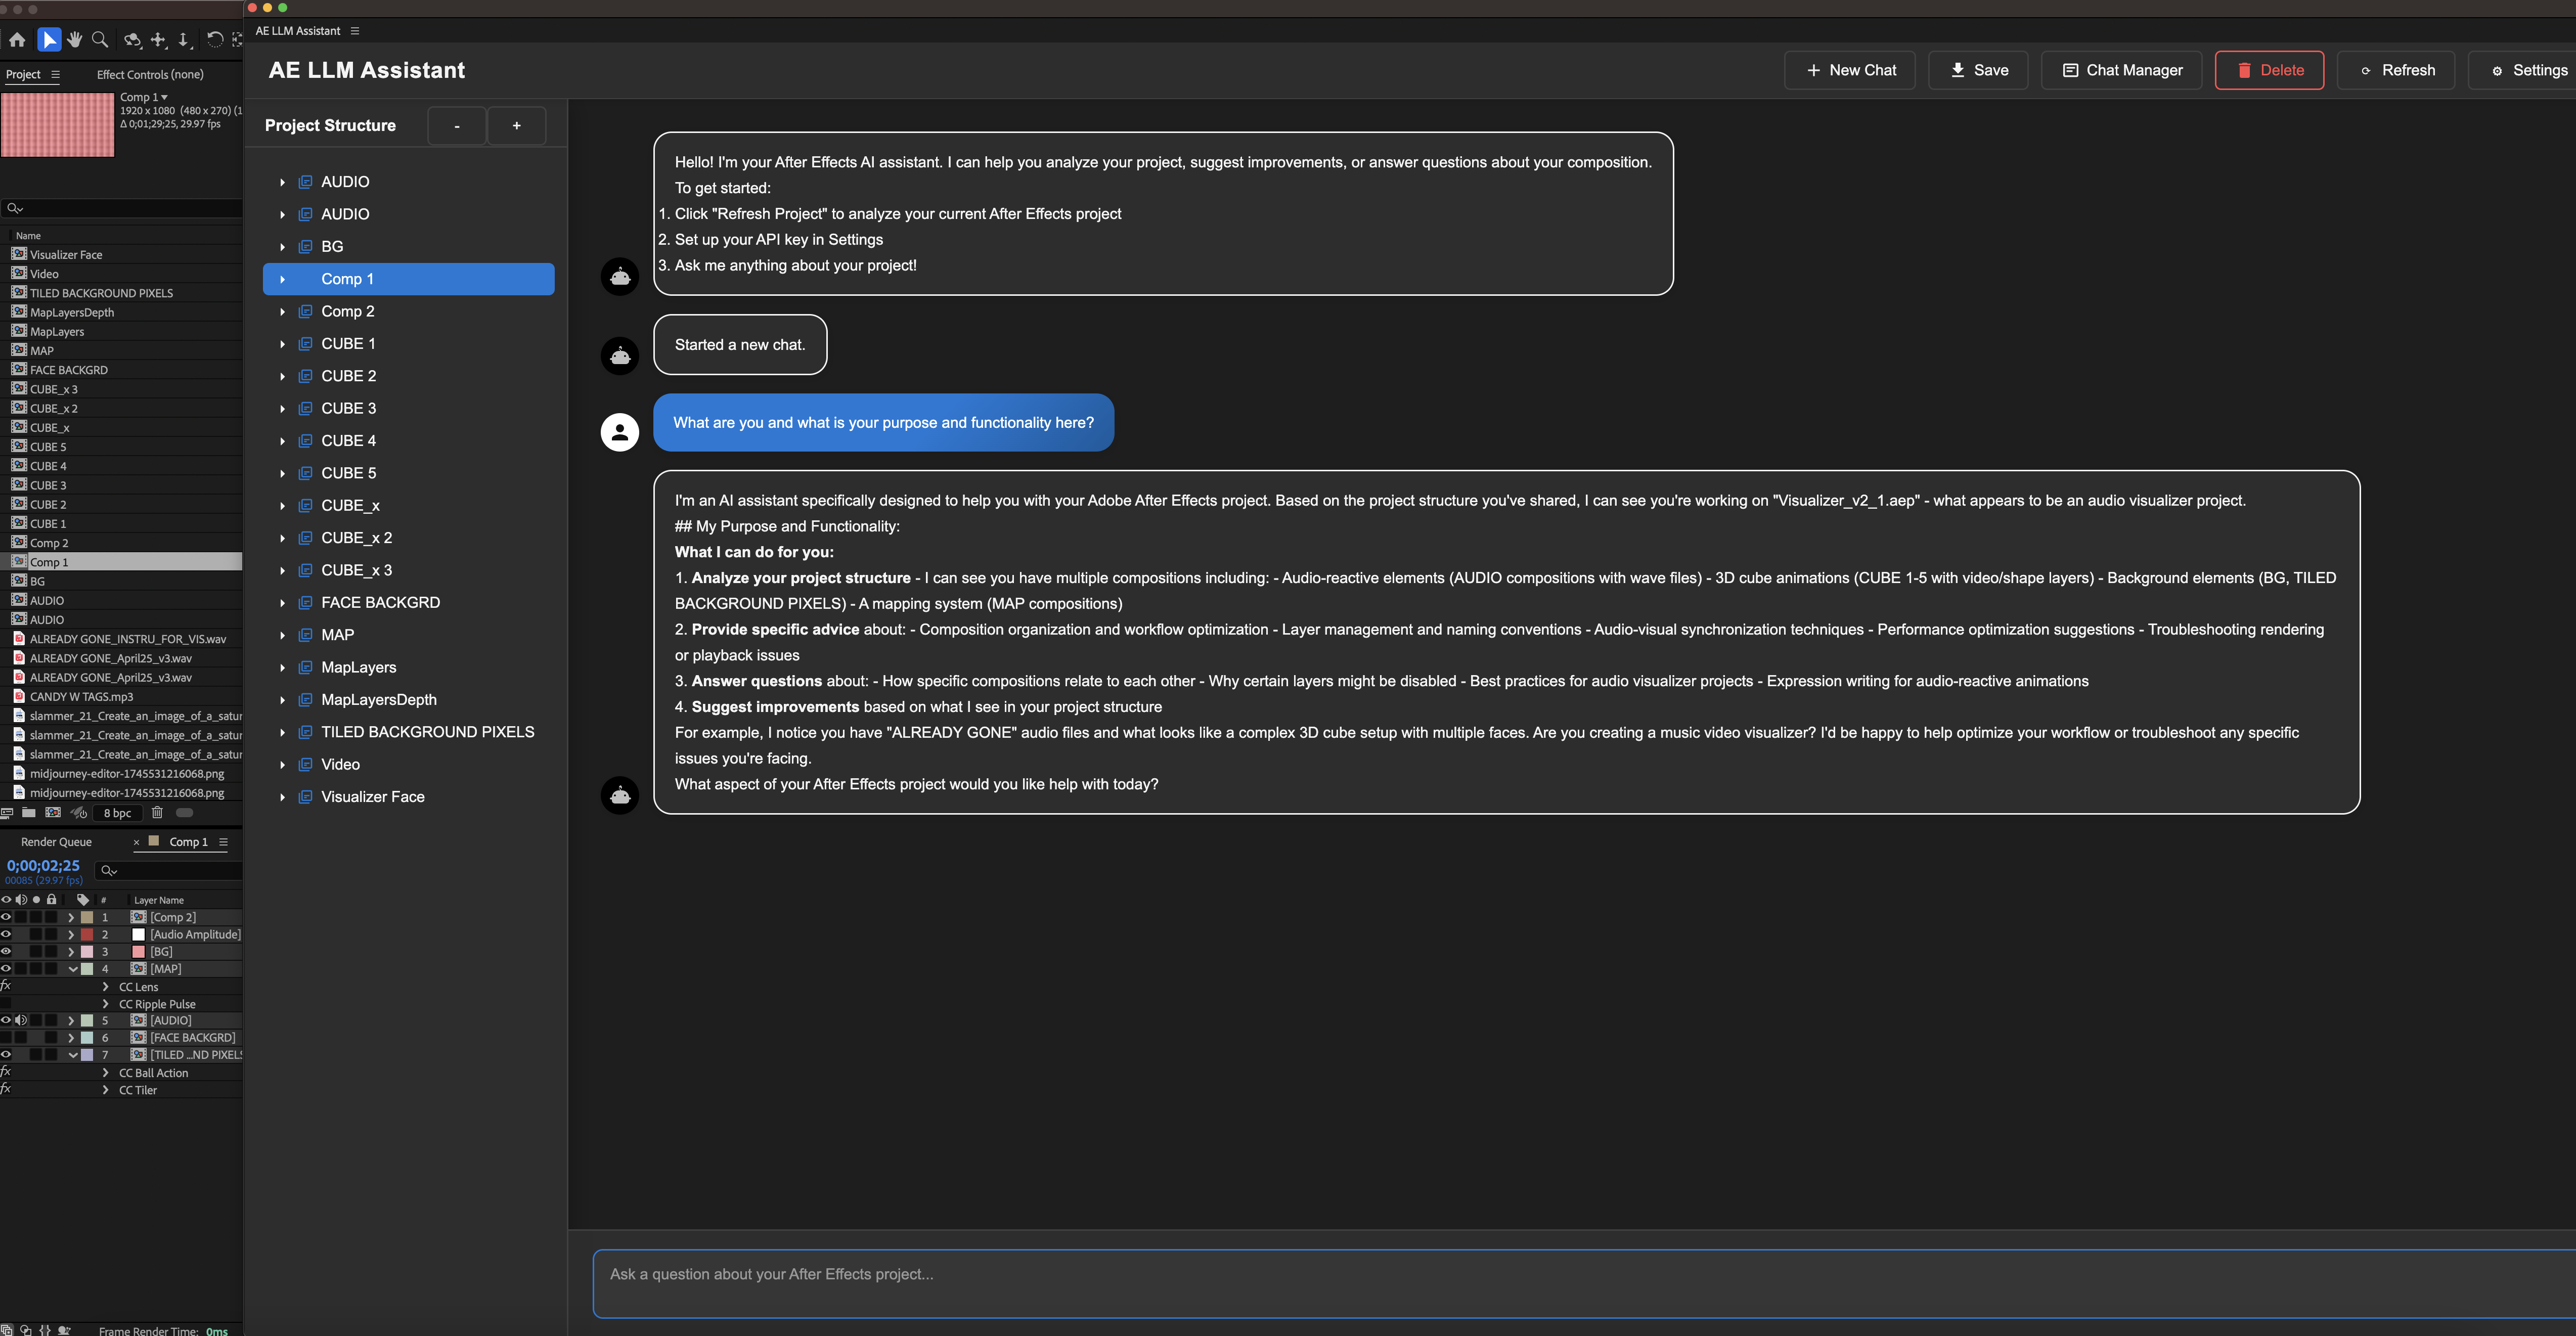 AE LLM Assistant
AE LLM Assistant
New Chat
Save
Chat Manager
Delete
Refresh
Settings
Project
Effect Controls (none)
Comp 1
1920 x 1080 (480 x 270) (1
Δ 0;01;29;25, 29.97 fps
Name
Visualizer Face
Video
TILED BACKGROUND PIXELS
MapLayersDepth
MapLayers
MAP
FACE BACKGRD
CUBE_x 3
CUBE_x 2
CUBE_x
CUBE 5
CUBE 4
CUBE 3
CUBE 2
CUBE 1
Comp 2
Comp 1
BG
AUDIO
AUDIO
ALREADY GONE_INSTRU_FOR_VIS.wav
ALREADY GONE_April25_v3.wav
ALREADY GONE_April25_v3.wav
CANDY W TAGS.mp3
slammer_21_Create_an_image_of_a_satur
slammer_21_Create_an_image_of_a_satur
slammer_21_Create_an_image_of_a_satur
midjourney-editor-1745531216068.png
midjourney-editor-1745531216068.png
8 bpc
Render Queue
× Comp 1
0;00;02;25
00085 (29.97 fps)
# Layer Name
1 [Comp 2]
2 [Audio Amplitude]
3 [BG]
4 [MAP]
fx CC Lens
CC Ripple Pulse
5 [AUDIO]
6 [FACE BACKGRD]
7 [TILED ...ND PIXELS
fx CC Ball Action
fx CC Tiler
Frame Render Time: 0ms
Project Structure
- +
AUDIO
AUDIO
BG
Comp 1
Comp 2
CUBE 1
CUBE 2
CUBE 3
CUBE 4
CUBE 5
CUBE_x
CUBE_x 2
CUBE_x 3
FACE BACKGRD
MAP
MapLayers
MapLayersDepth
TILED BACKGROUND PIXELS
Video
Visualizer Face
Hello! I'm your After Effects AI assistant. I can help you analyze your project, suggest improvements, or answer questions about your composition.
To get started:
1. Click "Refresh Project" to analyze your current After Effects project
2. Set up your API key in Settings
3. Ask me anything about your project!
Started a new chat.
What are you and what is your purpose and functionality here?
I'm an AI assistant specifically designed to help you with your Adobe After Effects project. Based on the project structure you've shared, I can see you're working on "Visualizer_v2_1.aep" - what appears to be an audio visualizer project.
## My Purpose and Functionality:
What I can do for you:
1. Analyze your project structure - I can see you have multiple compositions including: - Audio-reactive elements (AUDIO compositions with wave files) - 3D cube animations (CUBE 1-5 with video/shape layers) - Background elements (BG, TILED
BACKGROUND PIXELS) - A mapping system (MAP compositions)
2. Provide specific advice about: - Composition organization and workflow optimization - Layer management and naming conventions - Audio-visual synchronization techniques - Performance optimization suggestions - Troubleshooting rendering
or playback issues
3. Answer questions about: - How specific compositions relate to each other - Why certain layers might be disabled - Best practices for audio visualizer projects - Expression writing for audio-reactive animations
4. Suggest improvements based on what I see in your project structure
For example, I notice you have "ALREADY GONE" audio files and what looks like a complex 3D cube setup with multiple faces. Are you creating a music video visualizer? I'd be happy to help optimize your workflow or troubleshoot any specific
issues you're facing.
What aspect of your After Effects project would you like help with today?
Ask a question about your After Effects project...